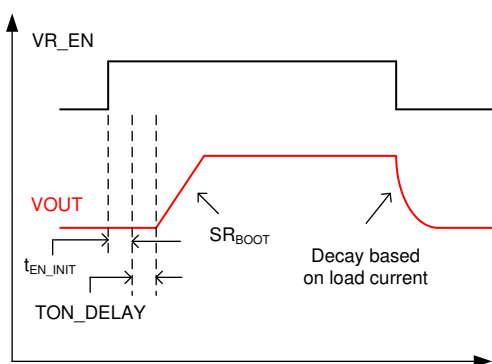 VR_EN
VOUT
SR_BOOT
t_EN_INIT
Decay based
on load current
TON_DELAY